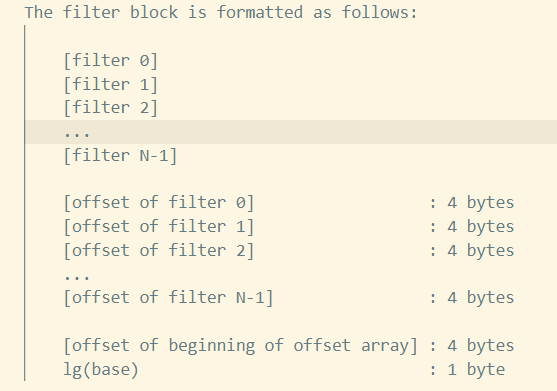 The filter block is formatted as follows:
[filter 0]
[filter 1]
[filter 2]
...
[filter N-1]
[offset of filter 0] : 4 bytes
[offset of filter 1] : 4 bytes
[offset of filter 2] : 4 bytes
...
[offset of filter N-1] : 4 bytes
[offset of beginning of offset array] : 4 bytes
lg(base) : 1 byte